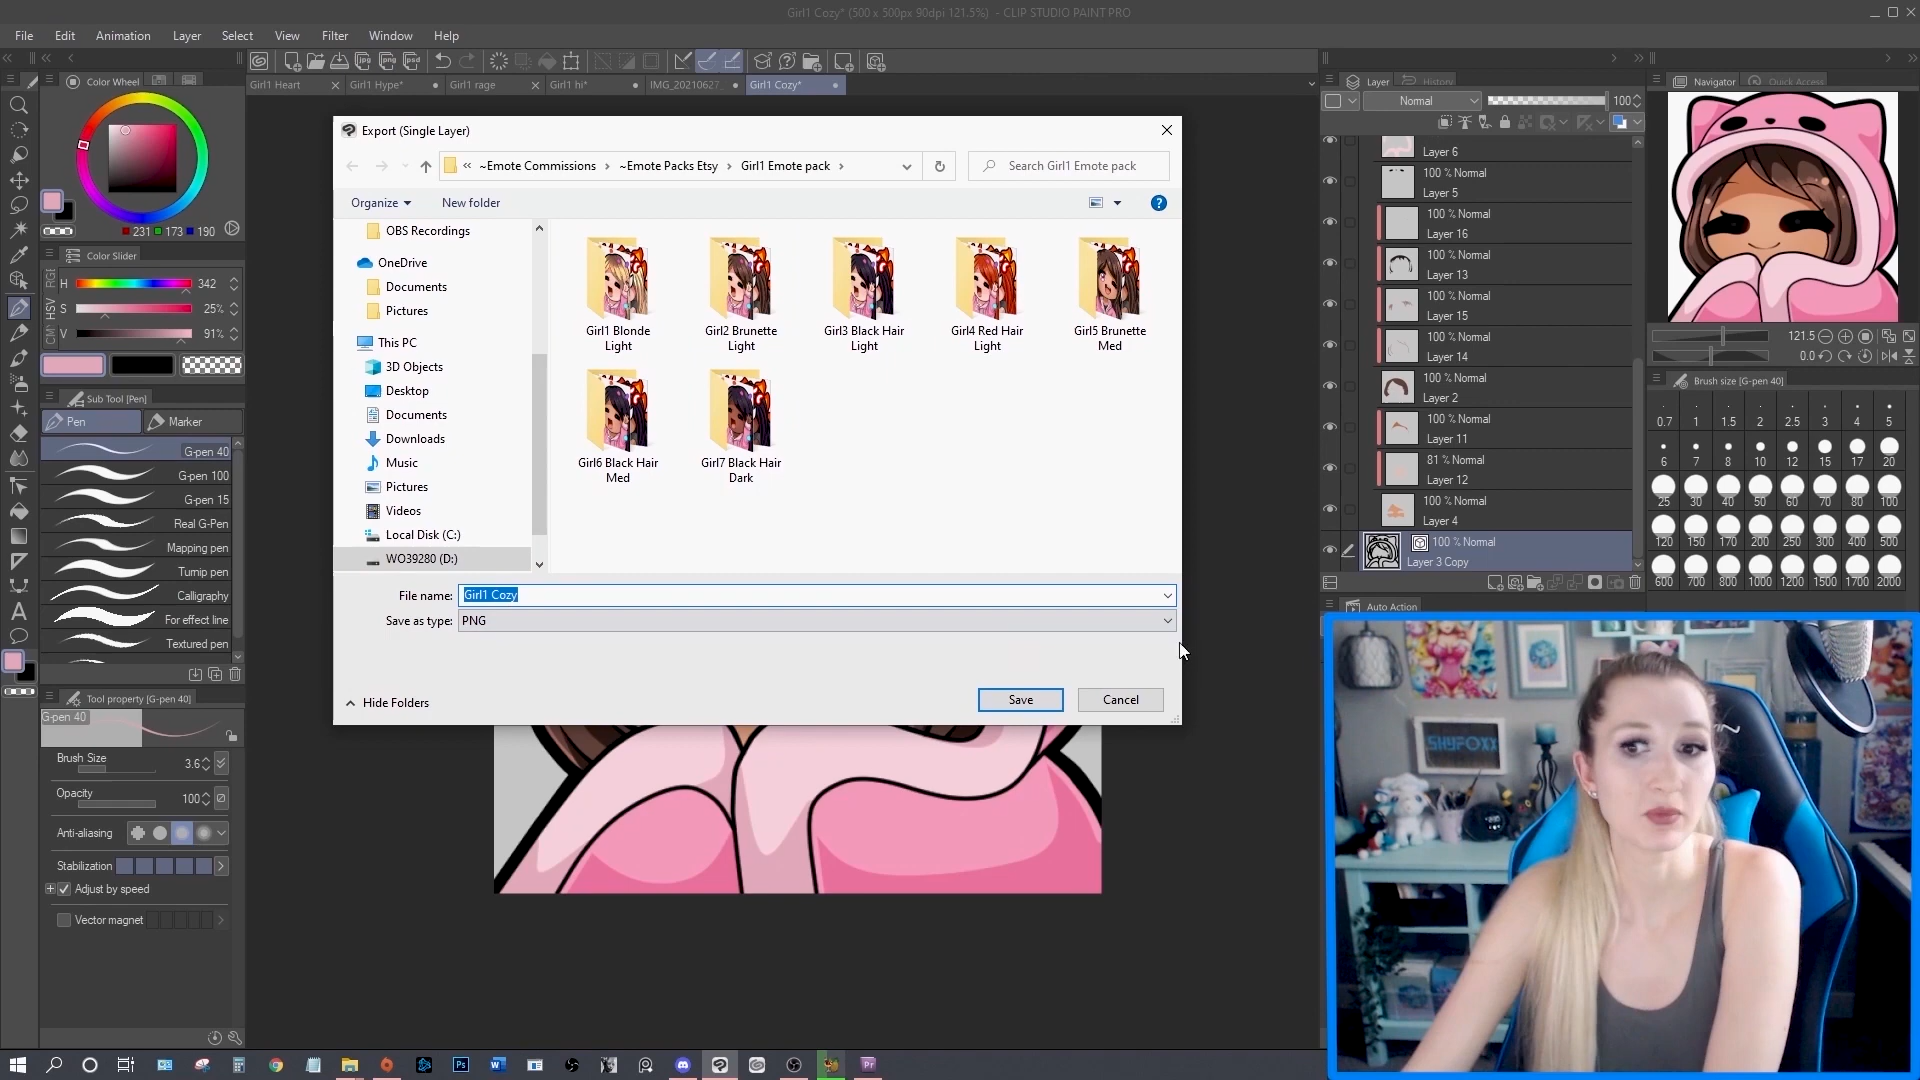 Girl1 Cozy* (500 x 500px 90dpi 121.5%) - CLIP STUDIO PAINT PRO
File Edit Animation Layer Select View Filter Window Help
Color Wheel
231 173 190
Color Slider
RGB
HSV
H 342
S 25%
V 91%
Sub Tool [Pen]
Pen Marker
G-pen 40
G-pen 100
G-pen 15
Real G-Pen
Mapping pen
Turnip pen
Calligraphy
For effect line
Textured pen
Tool property [G-pen 40]
G-pen 40
Brush Size 3.6
Opacity 100
Anti-aliasing
Stabilization
Adjust by speed
Vector magnet
Girl1 Heart Girl1 Hype* Girl1 rage Girl1 hi* IMG_20210627 Girl1 Cozy*
Export (Single Layer)
« ~Emote Commissions › ~Emote Packs Etsy › Girl1 Emote pack ›
Search Girl1 Emote pack
Organize New folder
OBS Recordings
OneDrive
Documents
Pictures
This PC
3D Objects
Desktop
Documents
Downloads
Music
Pictures
Videos
Local Disk (C:)
WO39280 (D:)
Girl1 Blonde Light
Girl2 Brunette Light
Girl3 Black Hair Light
Girl4 Red Hair Light
Girl5 Brunette Med
Girl6 Black Hair Med
Girl7 Black Hair Dark
File name: Girl1 Cozy
Save as type: PNG
Hide Folders
Save Cancel
Layer History
Normal 100
Layer 6
100 % Normal
Layer 5
100 % Normal
Layer 16
100 % Normal
Layer 13
100 % Normal
Layer 15
100 % Normal
Layer 14
100 % Normal
Layer 2
100 % Normal
Layer 11
81 % Normal
Layer 12
100 % Normal
Layer 4
100 % Normal
Layer 3 Copy
Auto Action
Navigator Quick Access
121.5
0.0
Brush size [G-pen 40]
0.7 1 1.5 2 2.5 3 4 5
6 7 8 10 12 15 17 20
25 30 40 50 60 70 80 100
120 150 170 200 250 300 400 500
600 700 800 1000 1200 1500 1700 2000
SHYFOXX
Ps
Pr